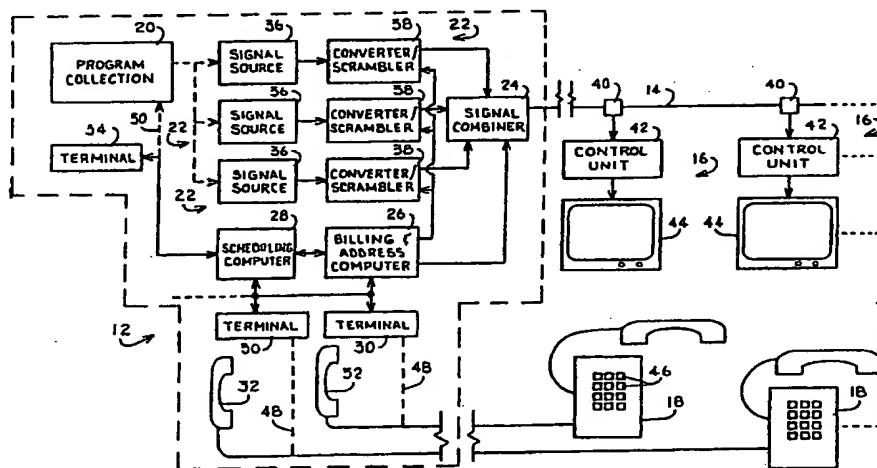 20
PROGRAM
COLLECTION
36
SIGNAL
SOURCE
58
CONVERTER/
SCRAMBLER
22
56
SIGNAL
SOURCE
58
CONVERTER/
SCRAMBLER
24
SIGNAL
COMBINER
40
14
40
50
54
TERMINAL
22
36
SIGNAL
SOURCE
38
CONVERTER/
SCRAMBLER
42
CONTROL
UNIT
16
42
CONTROL
UNIT
16
22
28
SCHEDULING
COMPUTER
26
BILLING &
ADDRESS
COMPUTER
44
44
12
TERMINAL
50
TERMINAL
30
32
48
52
48
46
18
18